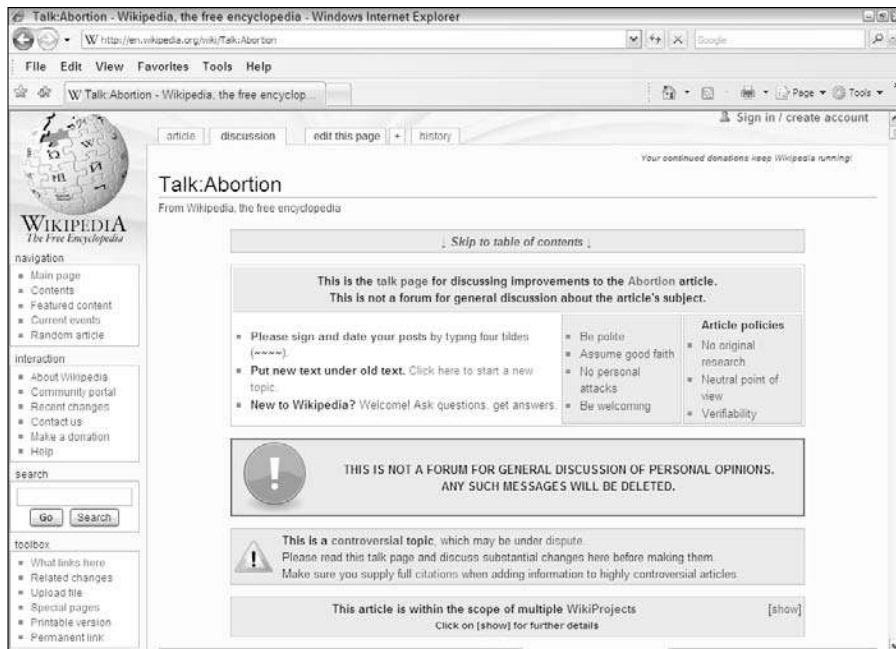 Talk:Abortion - Wikipedia, the free encyclopedia - Windows Internet Explorer
W http://en.wikipedia.org/wiki/Talk:Abortion
Google
File Edit View Favorites Tools Help
W Talk:Abortion - Wikipedia, the free encyclop...
Page Tools
Sign in / create account
article discussion edit this page + history
Your continued donations keep Wikipedia running!
Talk:Abortion
From Wikipedia, the free encyclopedia
WIKIPEDIA
The Free Encyclopedia
navigation
Main page
Contents
Featured content
Current events
Random article
interaction
About Wikipedia
Community portal
Recent changes
Contact us
Make a donation
Help
search
Go Search
toolbox
What links here
Related changes
Upload file
Special pages
Printable version
Permanent link
↓ Skip to table of contents ↓
This is the talk page for discussing improvements to the Abortion article.
This is not a forum for general discussion about the article's subject.
Please sign and date your posts by typing four tildes
(~~~~).
Put new text under old text. Click here to start a new
topic.
New to Wikipedia? Welcome! Ask questions, get answers.
Be polite
Assume good faith
No personal
attacks
Be welcoming
Article policies
No original
research
Neutral point of
view
Verifiability
THIS IS NOT A FORUM FOR GENERAL DISCUSSION OF PERSONAL OPINIONS.
ANY SUCH MESSAGES WILL BE DELETED.
This is a controversial topic, which may be under dispute.
Please read this talk page and discuss substantial changes here before making them.
Make sure you supply full citations when adding information to highly controversial articles.
This article is within the scope of multiple WikiProjects [show]
Click on [show] for further details